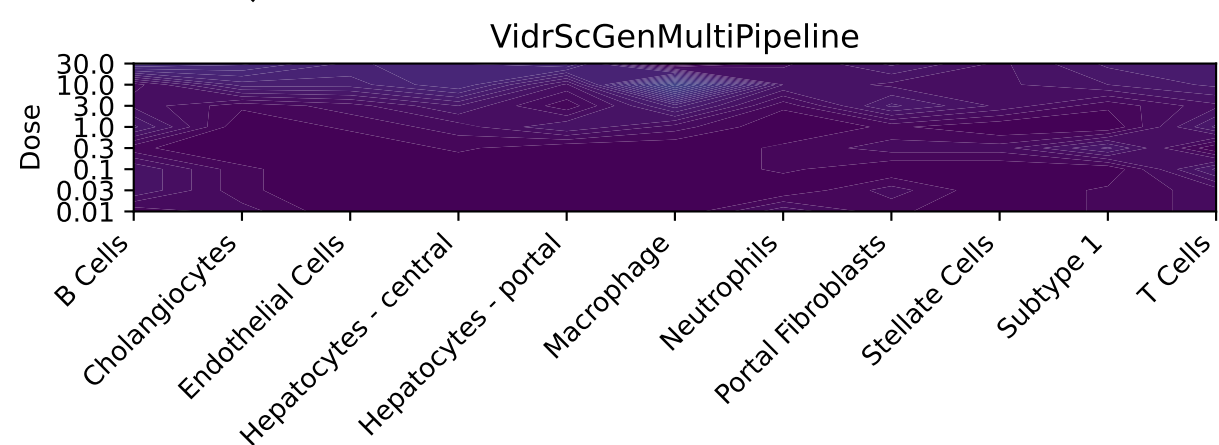 VidrScGenMultiPipeline
Dose
30.0
10.0
3.0
1.0
0.3
0.1
0.03
0.01
B Cells
Cholangiocytes
Endothelial Cells
Hepatocytes - central
Hepatocytes - portal
Macrophage
Neutrophils
Portal Fibroblasts
Stellate Cells
Subtype 1
T Cells